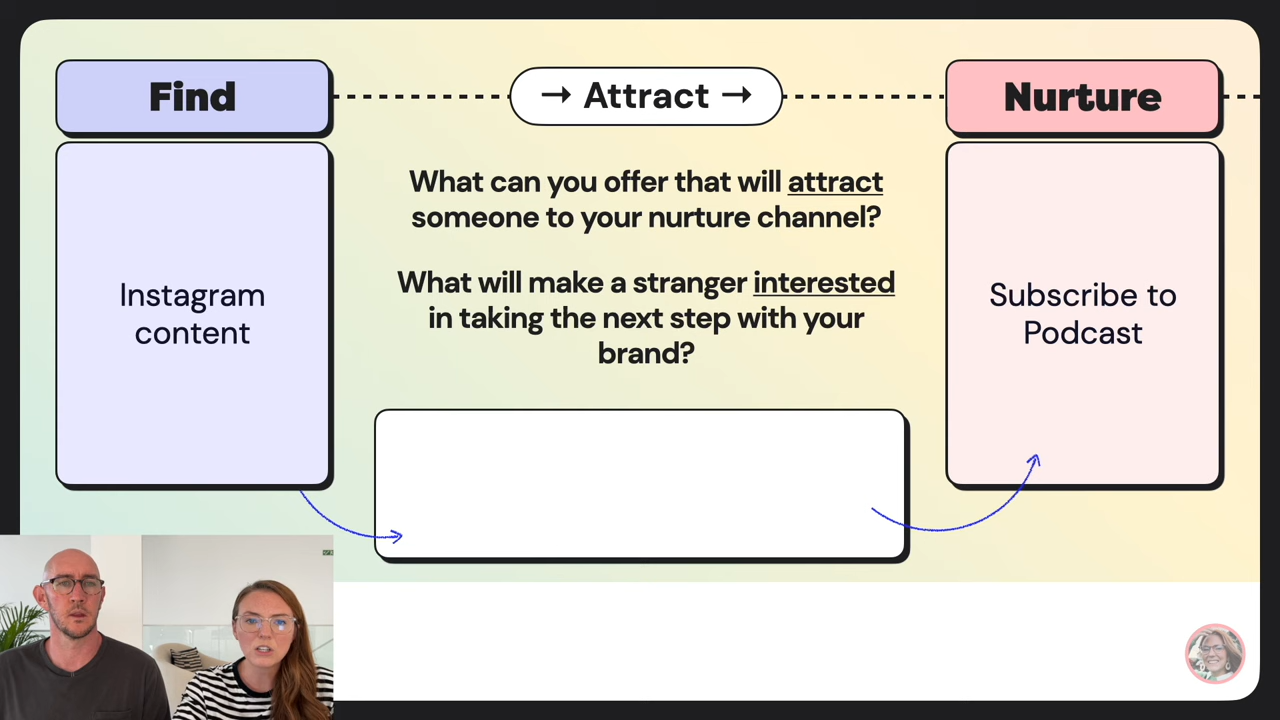 Find
→ Attract →
Nurture
What can you offer that will attract
someone to your nurture channel?
What will make a stranger interested
in taking the next step with your
brand?
Instagram
content
Subscribe to
Podcast